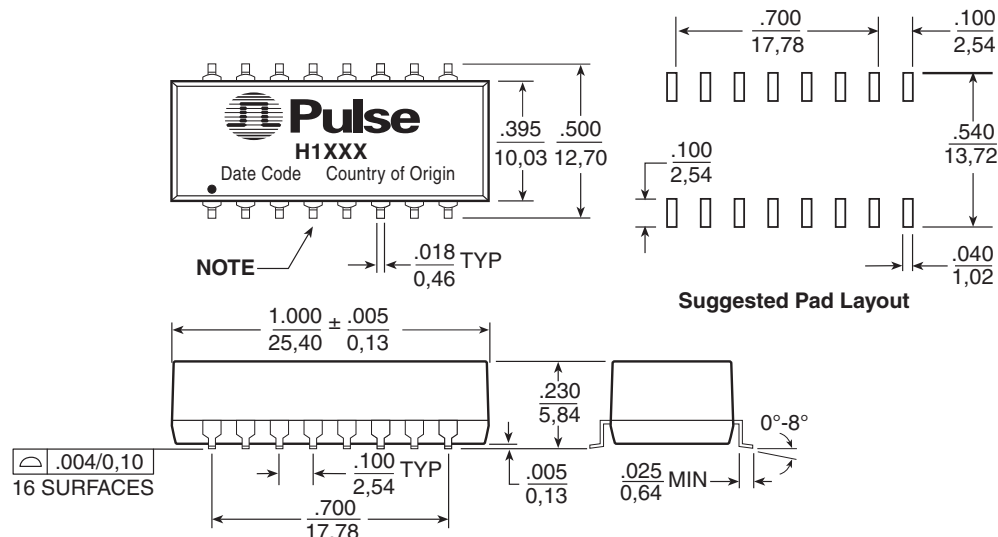 Pulse
H1XXX
Date Code Country of Origin
.395
10,03
.500
12,70
NOTE
.018
0,46
TYP
.700
17,78
.100
2,54
.540
13,72
.100
2,54
.040
1,02
Suggested Pad Layout
1.000 ± .005
25,40 0,13
.230
5,84
0°-8°
⌓ .004/0,10
16 SURFACES
.100
2,54
TYP
.005
0,13
.025
0,64
MIN
.700
17,78